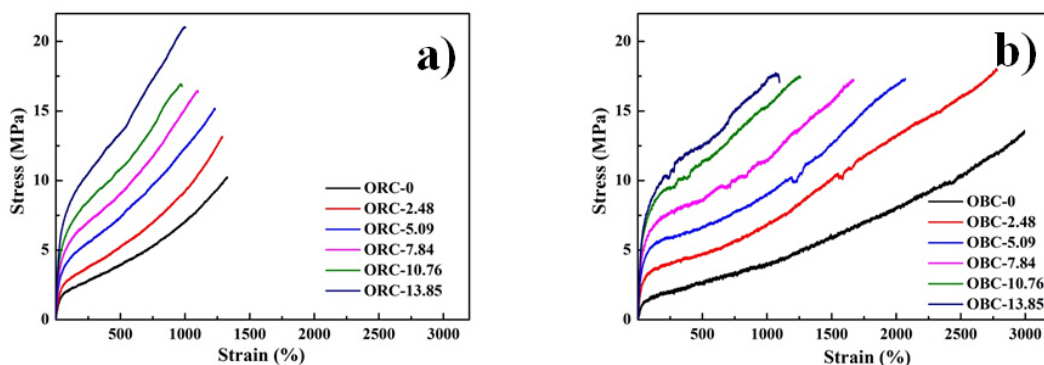 a)
20
15
10
5
0
Stress (MPa)
ORC-0
ORC-2.48
ORC-5.09
ORC-7.84
ORC-10.76
ORC-13.85
0 500 1000 1500 2000 2500 3000
Strain (%)
b)
20
15
10
5
0
Stress (MPa)
OBC-0
OBC-2.48
OBC-5.09
OBC-7.84
OBC-10.76
OBC-13.85
0 500 1000 1500 2000 2500 3000
Strain (%)